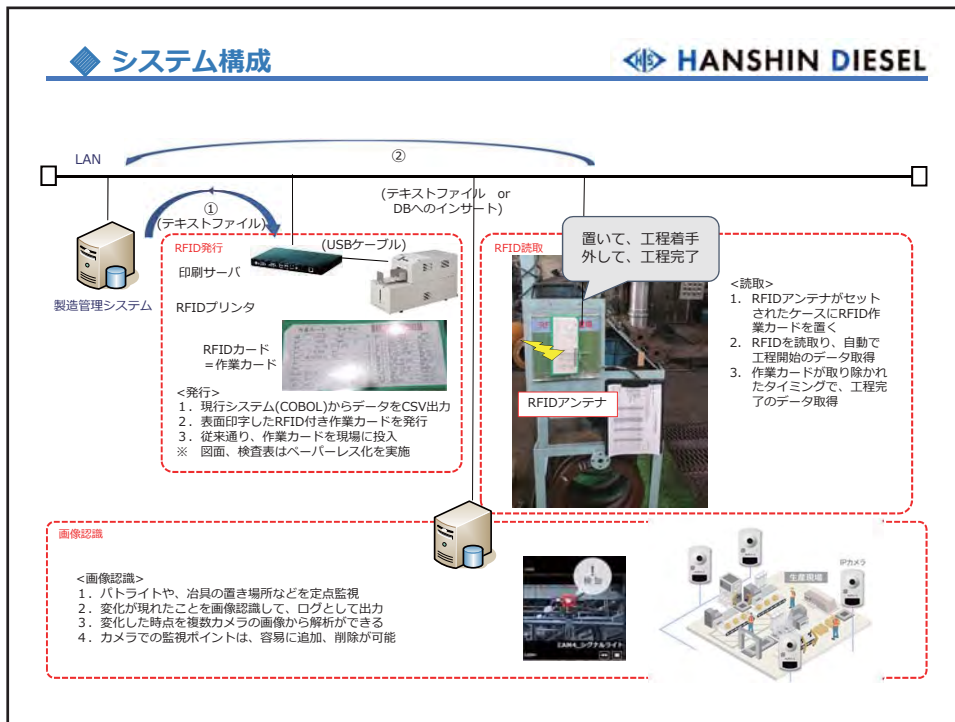 システム構成
HANSHIN DIESEL
LAN
②
①
(テキストファイル)
(テキストファイル or
DBへのインサート)
製造管理システム
RFID発行
(USBケーブル)
印刷サーバ
RFIDプリンタ
RFIDカード
＝作業カード
<発行>
1. 現行システム(COBOL)からデータをCSV出力
2. 表面印字したRFID付き作業カードを発行
3. 従来通り、作業カードを現場に投入
※ 図面、検査表はペーパーレス化を実施
RFID読取
置いて、工程着手
外して、工程完了
RFIDアンテナ
<読取>
1. RFIDアンテナがセット
されたケースにRFID作
業カードを置く
2. RFIDを読取り、自動で
工程開始のデータ取得
3. 作業カードが取り除かれ
たタイミングで、工程完
了のデータ取得
画像認識
<画像認識>
1. パトライトや、冶具の置き場所などを定点監視
2. 変化が現れたことを画像認識して、ログとして出力
3. 変化した時点を複数カメラの画像から解析ができる
4. カメラでの監視ポイントは、容易に追加、削除が可能
CAM4_シグナルライト
IPカメラ
生産現場